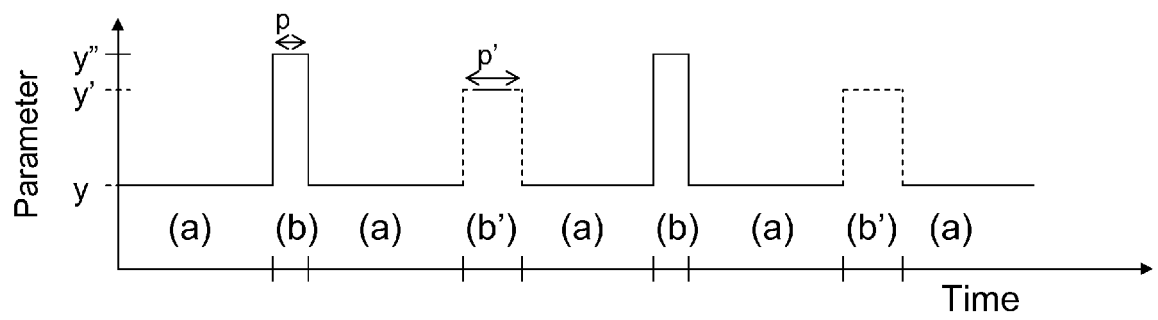 p
p’
y”
y’
y
Parameter
(a) (b) (a) (b’) (a) (b) (a) (b’) (a)
Time